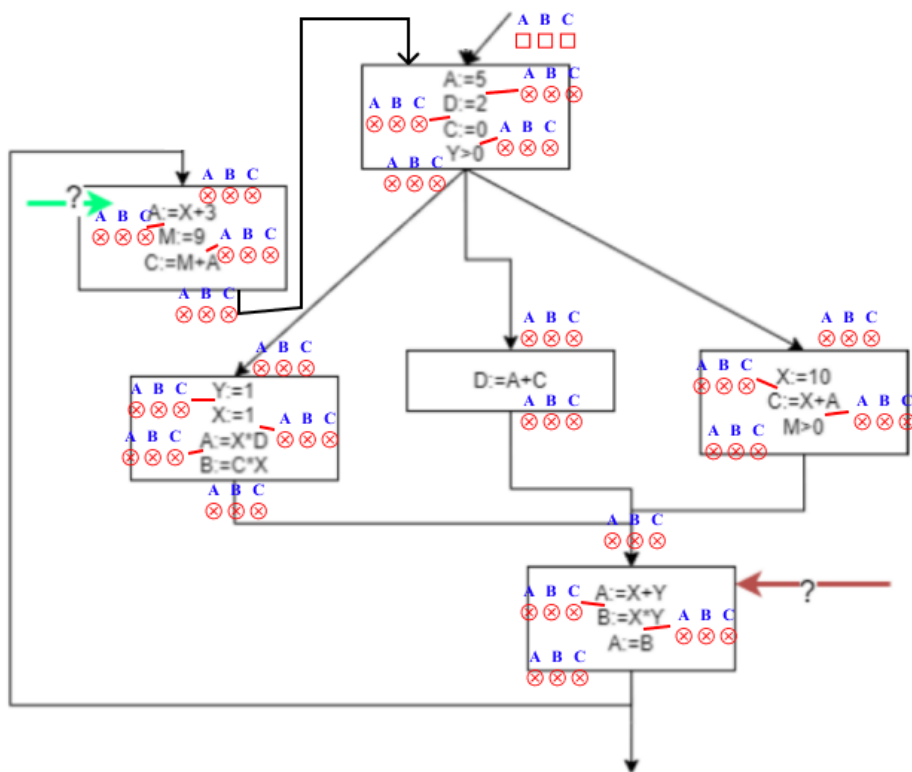 A B C
A:=5
A B C
D:=2
A B C
C:=0
A B C
Y>0
A B C
?
A B C
A:=X+3
A B C
M:=9
A B C
C:=M+A
A B C
A B C
Y:=1
A B C
X:=1
A B C
A:=X*D
A B C
B:=C*X
A B C
A B C
D:=A+C
A B C
A B C
X:=10
A B C
C:=X+A
A B C
M>0
A B C
A B C
A:=X+Y
A B C
B:=X*Y
A B C
A:=B
A B C
?